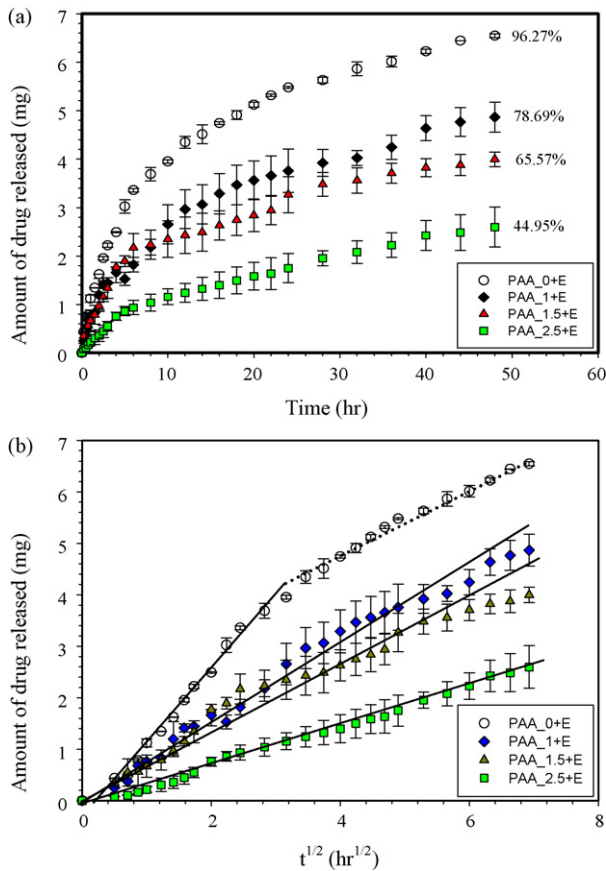 (a)
7
6
5
4
3
2
1
0
Amount of drug released (mg)
96.27%
78.69%
65.57%
44.95%
PAA_0+E
PAA_1+E
PAA_1.5+E
PAA_2.5+E
0 10 20 30 40 50 60
Time (hr)
(b)
7
6
5
4
3
2
1
0
Amount of drug released (mg)
PAA_0+E
PAA_1+E
PAA_1.5+E
PAA_2.5+E
0 2 4 6 8
t^{1/2} (hr^{1/2})